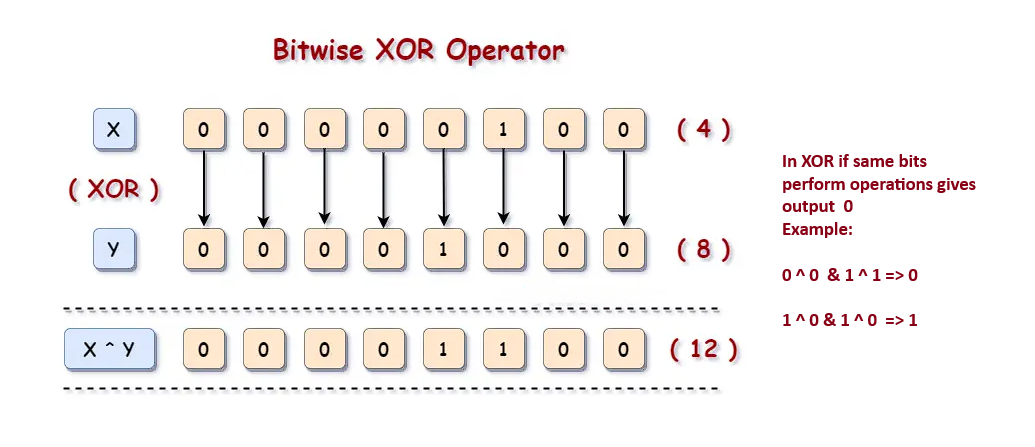 Bitwise XOR Operator
X 0 0 0 0 0 1 0 0 ( 4 )
( XOR )
Y 0 0 0 0 1 0 0 0 ( 8 )
X ^ Y 0 0 0 0 1 1 0 0 ( 12 )
In XOR if same bits
perform operations gives
output 0
Example:
0 ^ 0 & 1 ^ 1 => 0
1 ^ 0 & 1 ^ 0 => 1